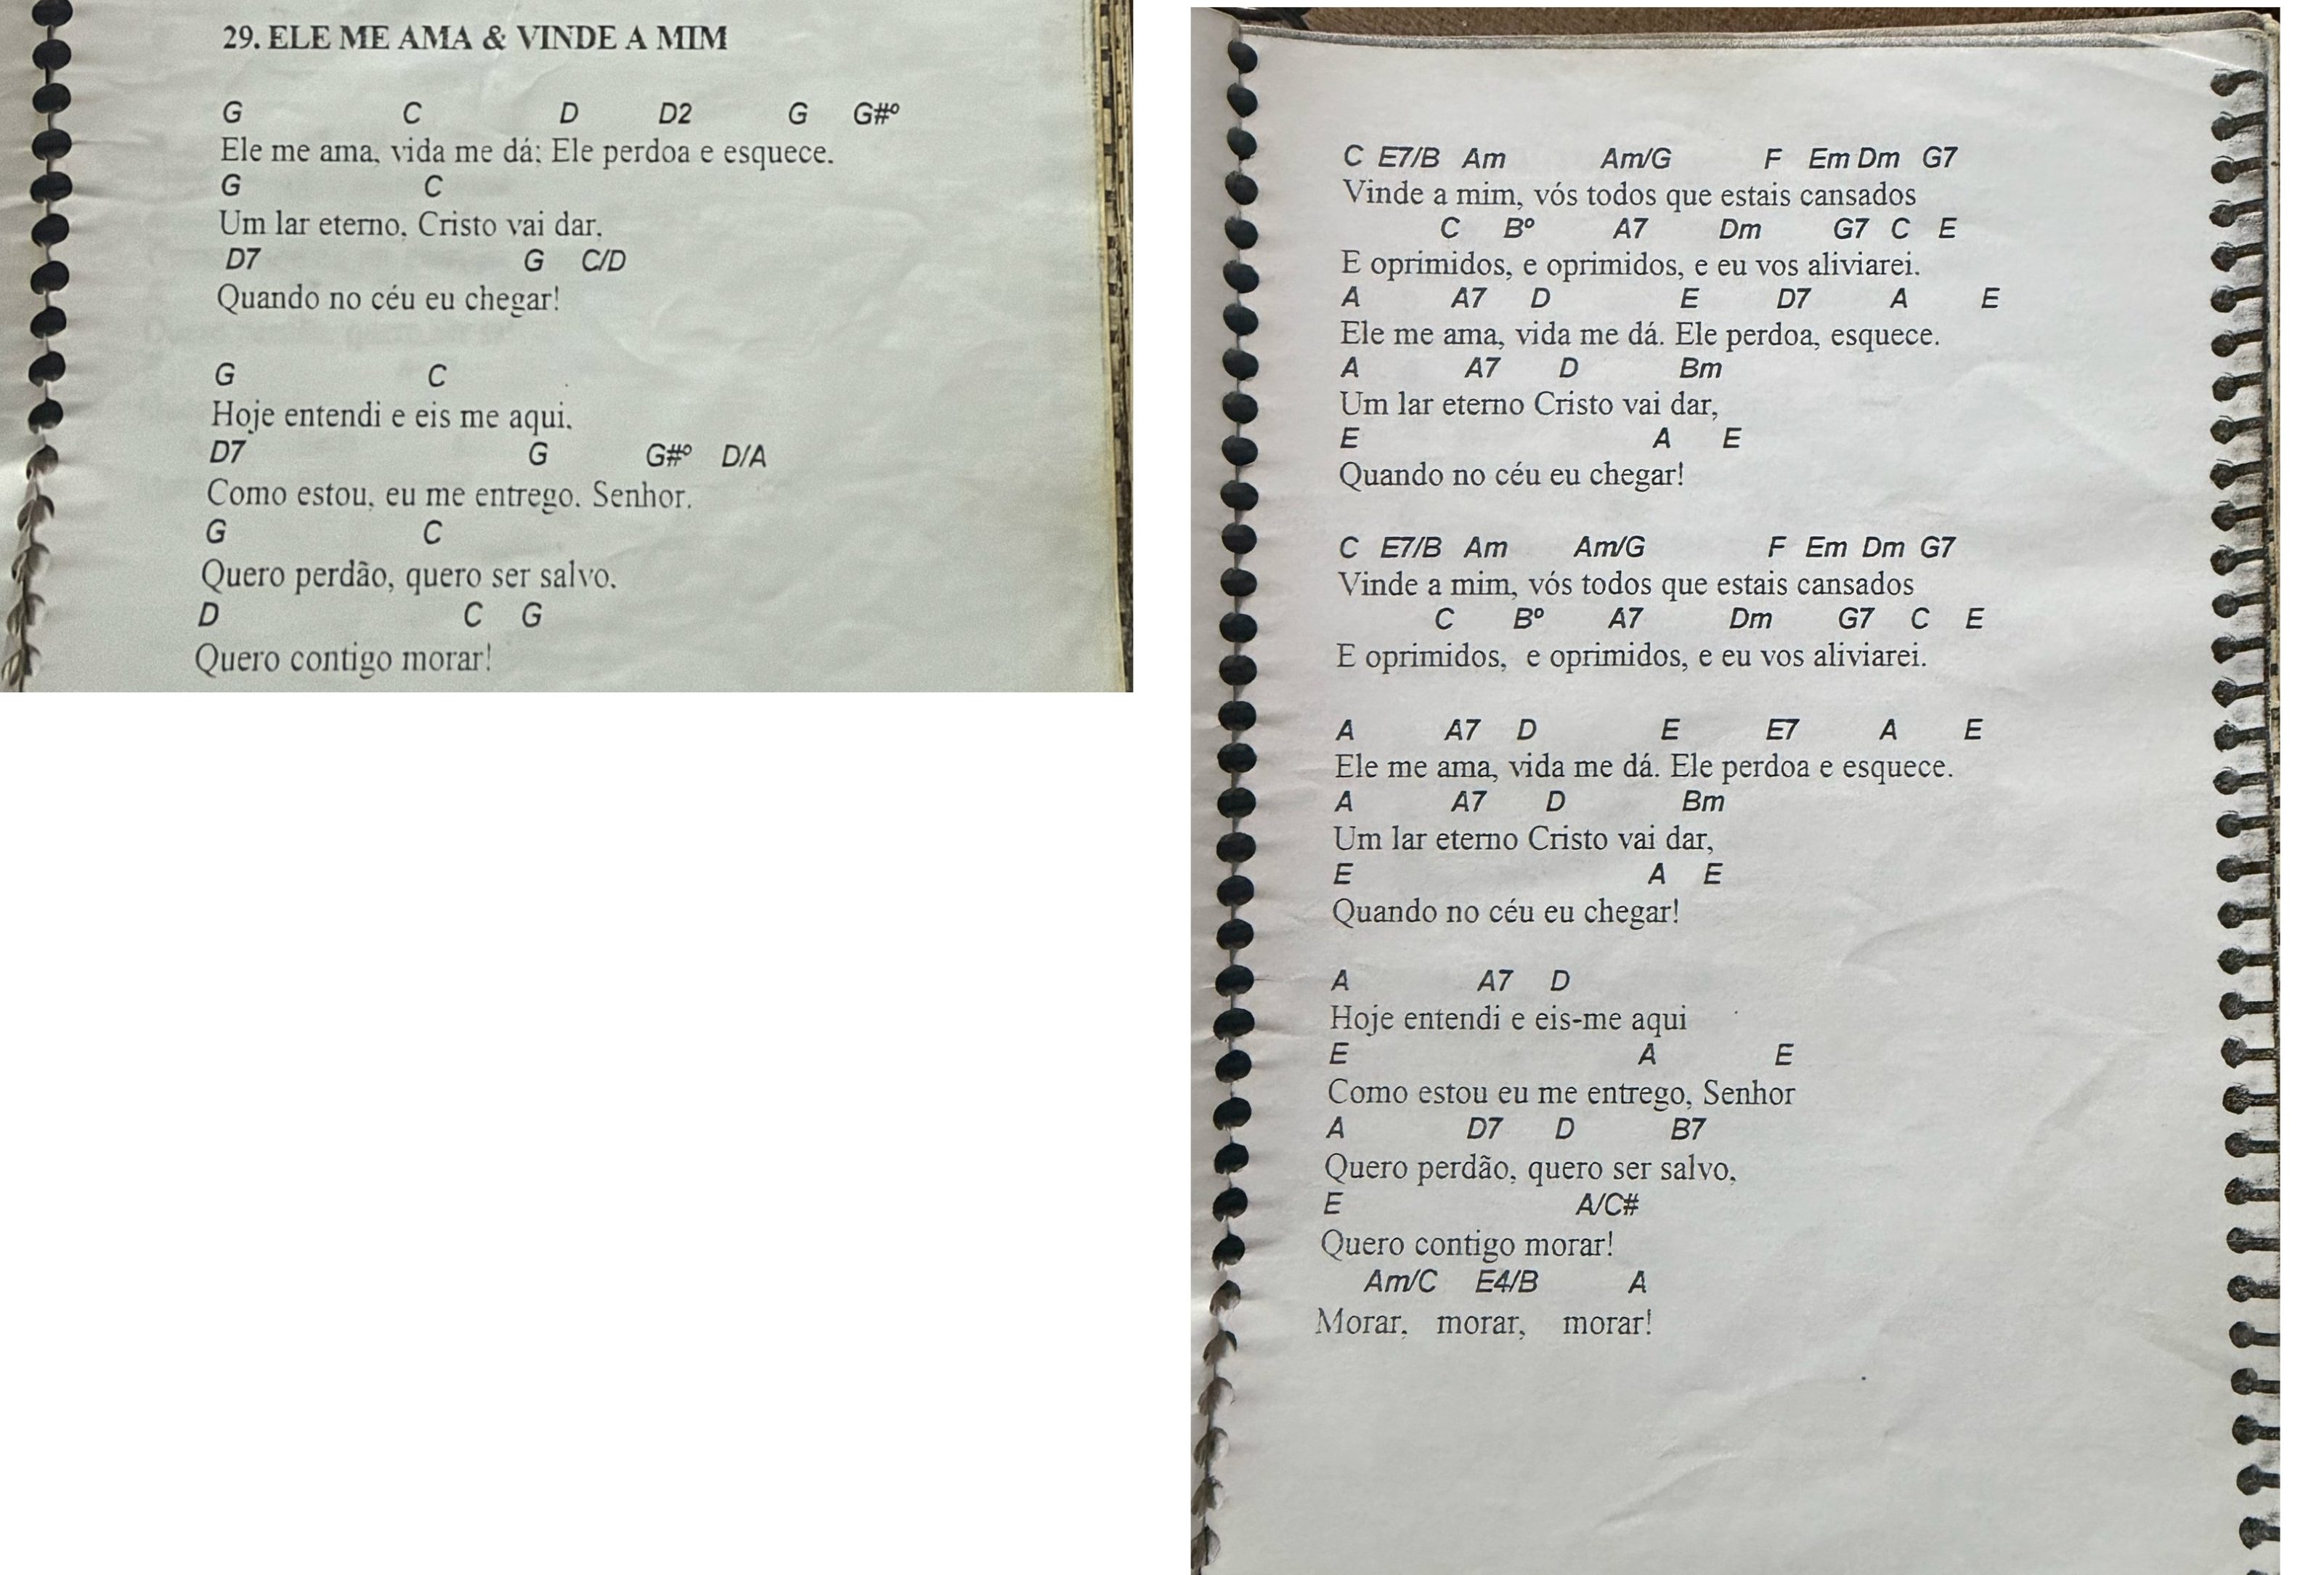 29. ELE ME AMA & VINDE A MIM
G C D D2 G G#º
Ele me ama, vida me dá; Ele perdoa e esquece.
G C
Um lar eterno, Cristo vai dar,
D7 G C/D
Quando no céu eu chegar!
G C
Hoje entendi e eis me aqui,
D7 G G#º D/A
Como estou, eu me entrego, Senhor,
G C
Quero perdão, quero ser salvo,
D C G
Quero contigo morar!
C E7/B Am Am/G F Em Dm G7
Vinde a mim, vós todos que estais cansados
C Bº A7 Dm G7 C E
E oprimidos, e oprimidos, e eu vos aliviarei.
A A7 D E D7 A E
Ele me ama, vida me dá. Ele perdoa, esquece.
A A7 D Bm
Um lar eterno Cristo vai dar,
E A E
Quando no céu eu chegar!
C E7/B Am Am/G F Em Dm G7
Vinde a mim, vós todos que estais cansados
C Bº A7 Dm G7 C E
E oprimidos, e oprimidos, e eu vos aliviarei.
A A7 D E E7 A E
Ele me ama, vida me dá. Ele perdoa e esquece.
A A7 D Bm
Um lar eterno Cristo vai dar,
E A E
Quando no céu eu chegar!
A A7 D
Hoje entendi e eis-me aqui
E A E
Como estou eu me entrego, Senhor
A D7 D B7
Quero perdão, quero ser salvo,
E A/C#
Quero contigo morar!
Am/C E4/B A
Morar, morar, morar!